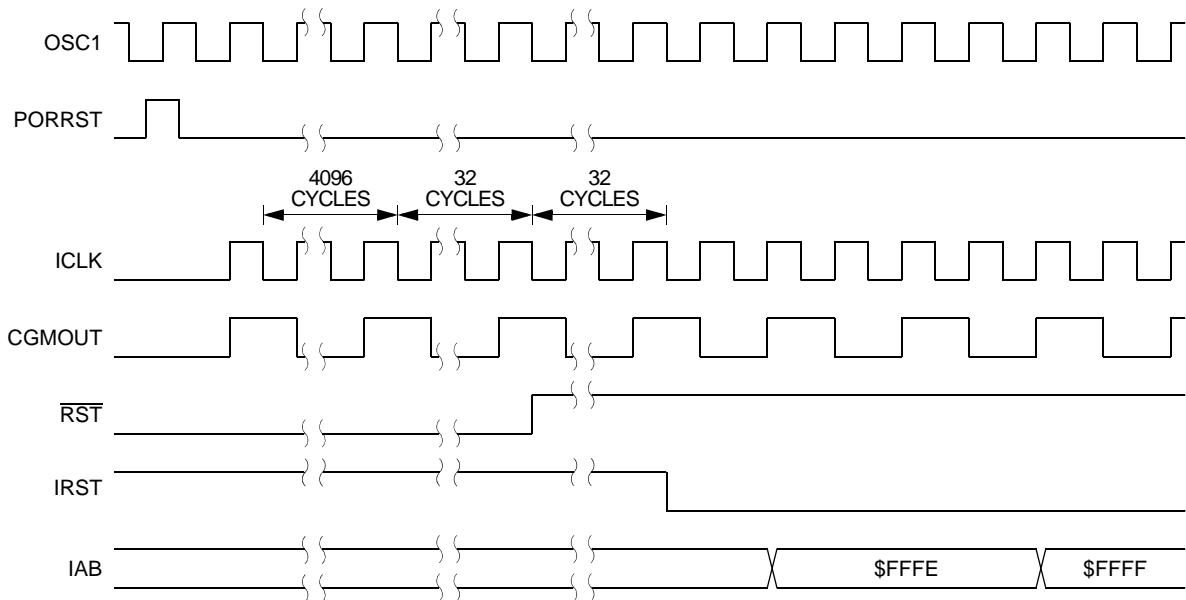 OSC1
PORRST
4096
CYCLES
32
CYCLES
32
CYCLES
ICLK
CGMOUT
RST
IRST
IAB
$FFFE
$FFFF